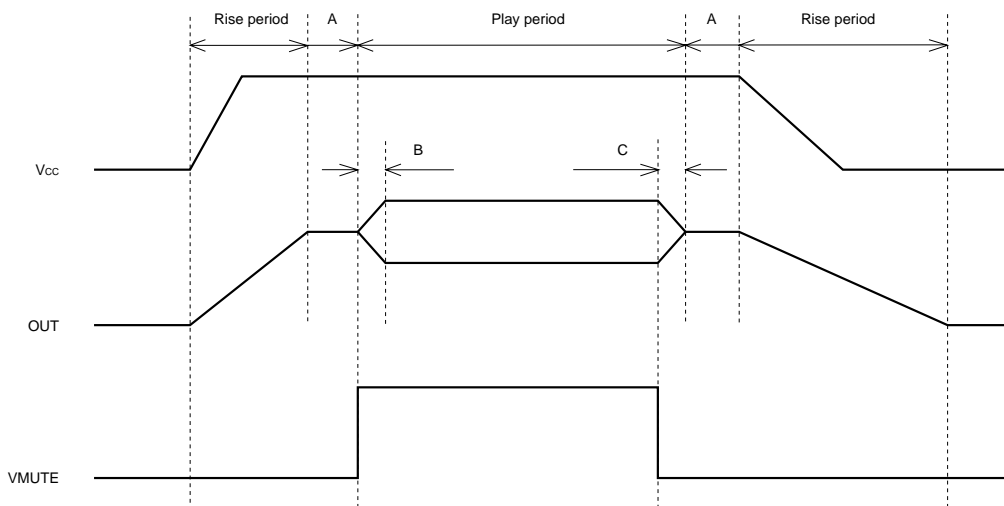 Rise period A Play period A Rise period
B C
Vcc
OUT
VMUTE